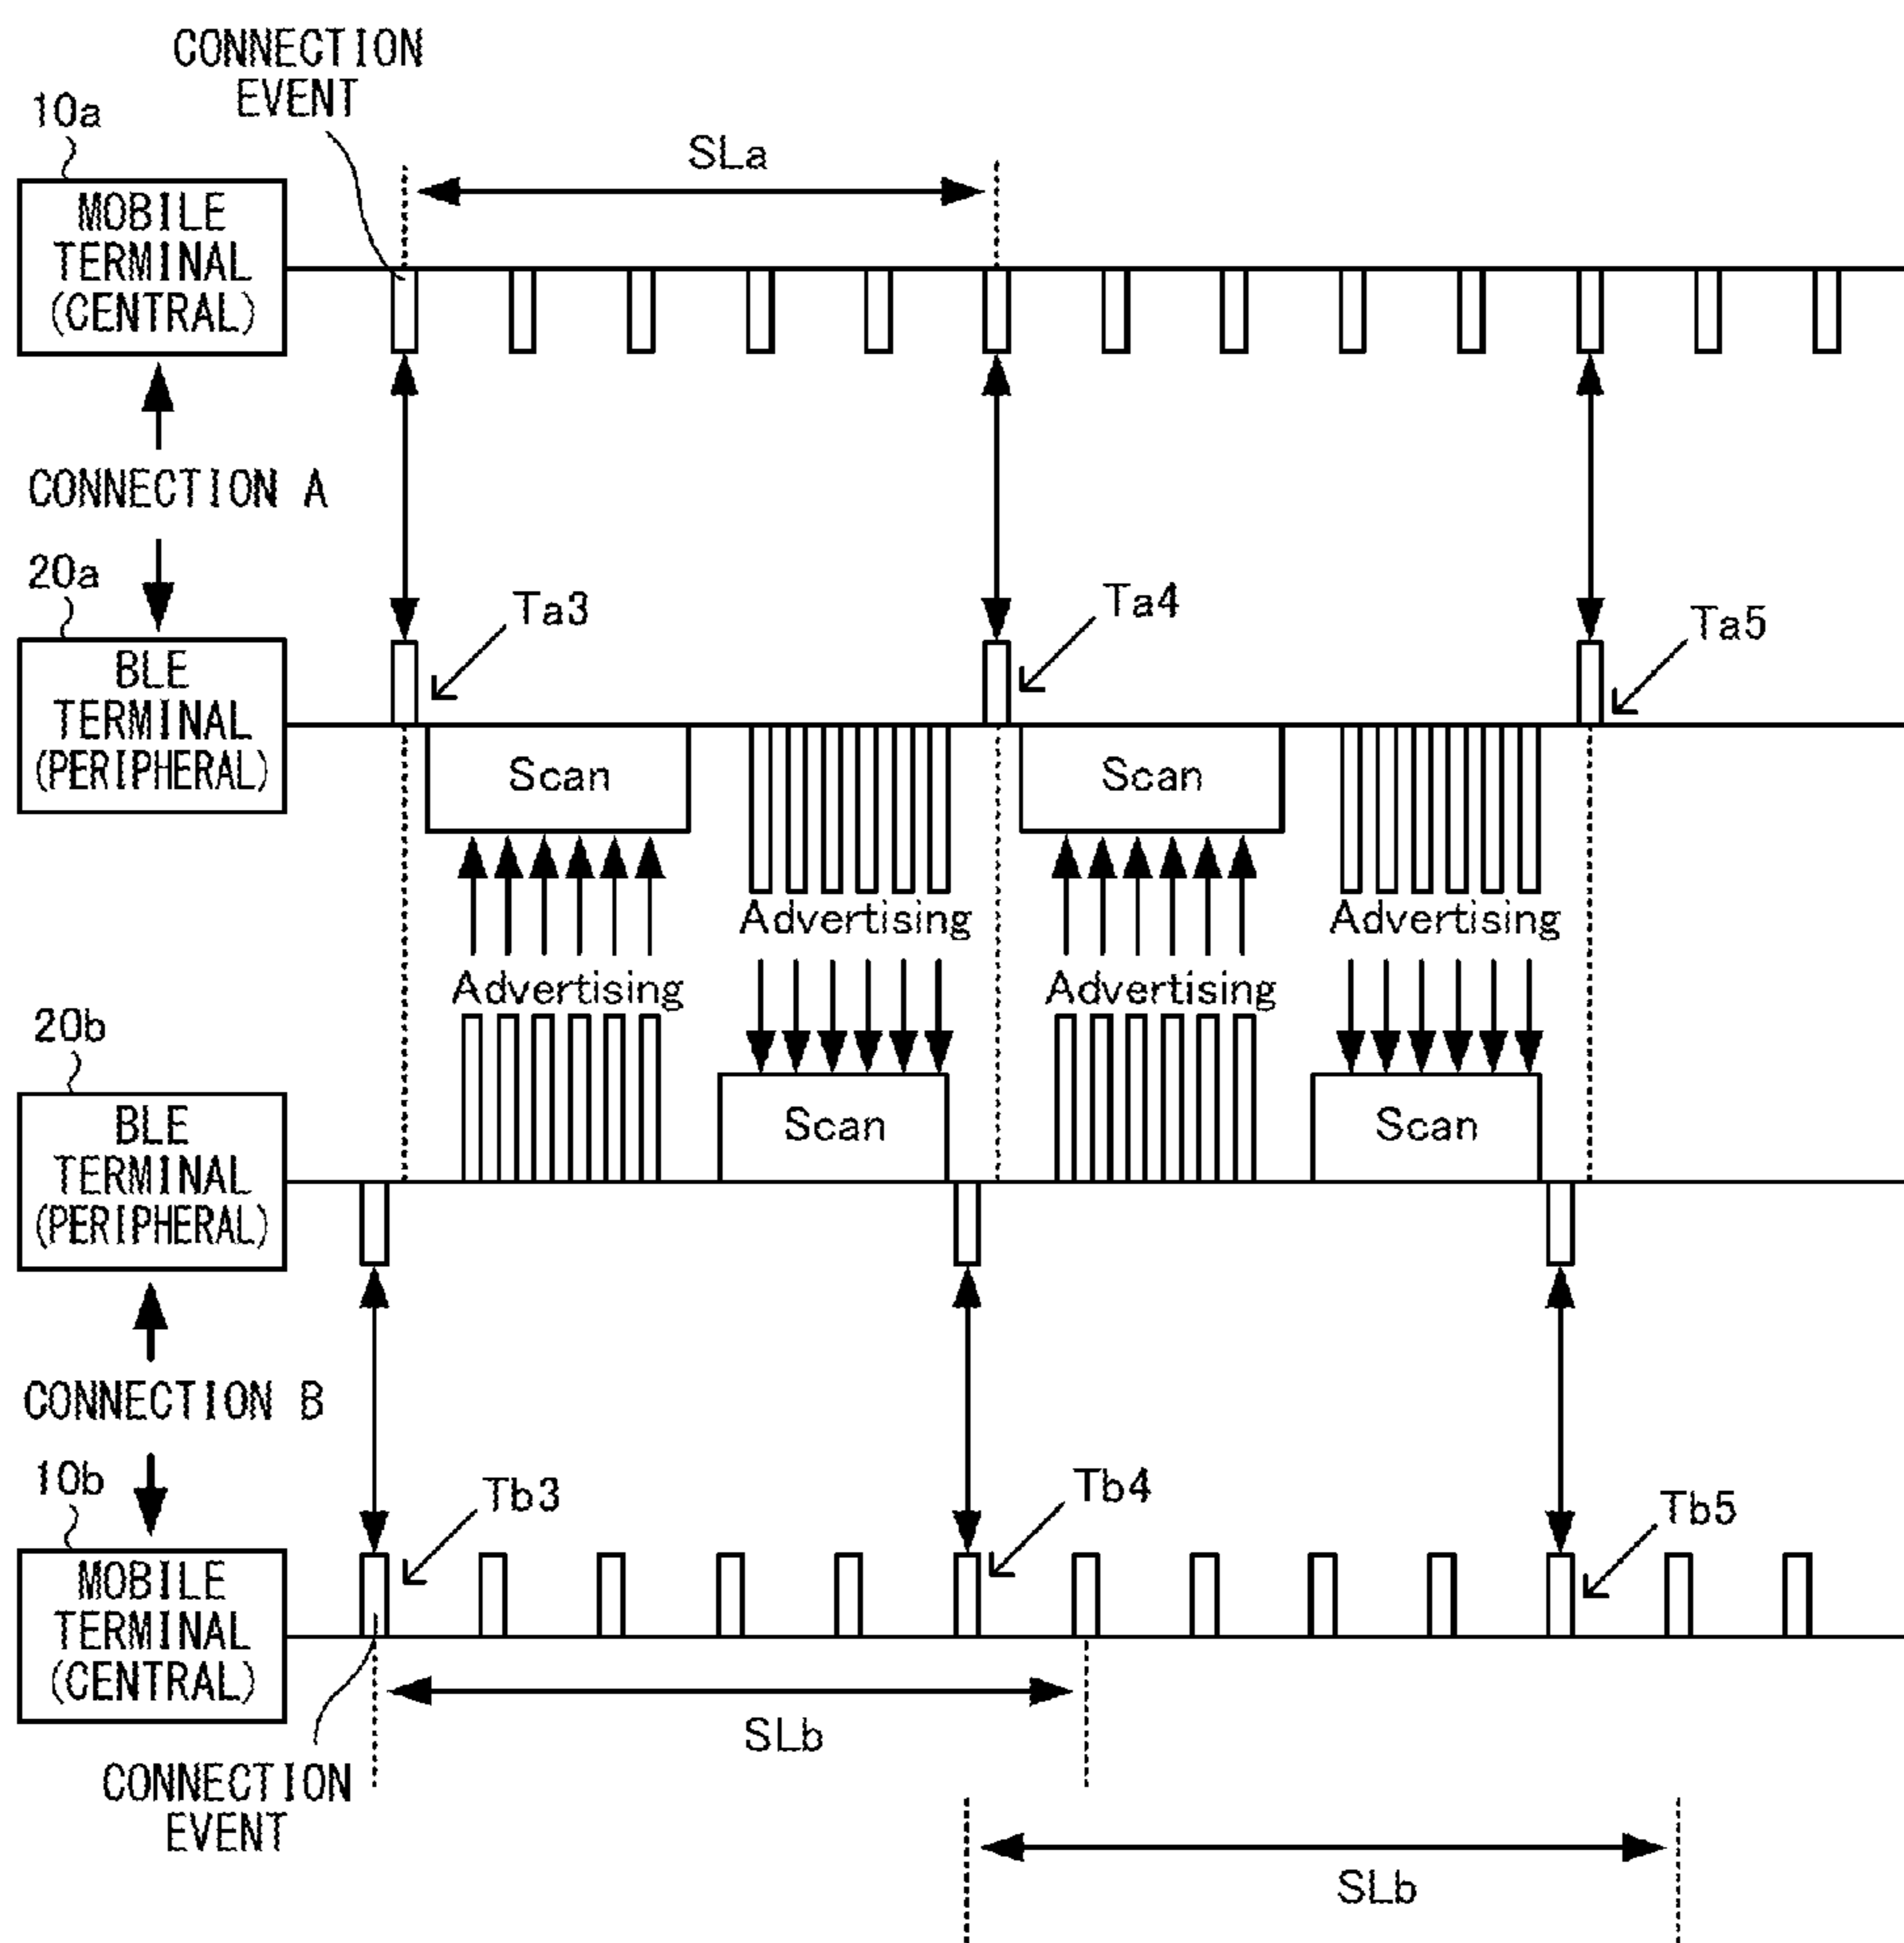 CONNECTION
EVENT
10a
SLa
MOBILE
TERMINAL
(CENTRAL)
CONNECTION A
20a
Ta3
Ta4
Ta5
BLE
TERMINAL
(PERIPHERAL)
Scan
Scan
Advertising
Advertising
Advertising
Advertising
20b
BLE
TERMINAL
(PERIPHERAL)
Scan
Scan
CONNECTION B
10b
Tb3
Tb4
Tb5
MOBILE
TERMINAL
(CENTRAL)
SLb
CONNECTION
EVENT
SLb